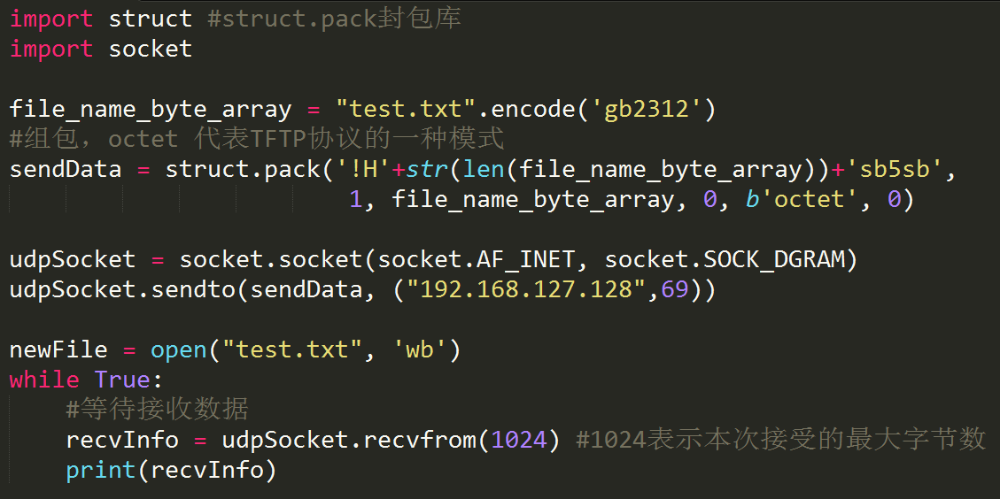 import struct #struct.pack封包库
import socket
file_name_byte_array = "test.txt".encode('gb2312')
#组包，octet 代表TFTP协议的一种模式
sendData = struct.pack('!H'+str(len(file_name_byte_array))+'sb5sb',
1, file_name_byte_array, 0, b'octet', 0)
udpSocket = socket.socket(socket.AF_INET, socket.SOCK_DGRAM)
udpSocket.sendto(sendData, ("192.168.127.128",69))
newFile = open("test.txt", 'wb')
while True:
#等待接收数据
recvInfo = udpSocket.recvfrom(1024) #1024表示本次接受的最大字节数
print(recvInfo)